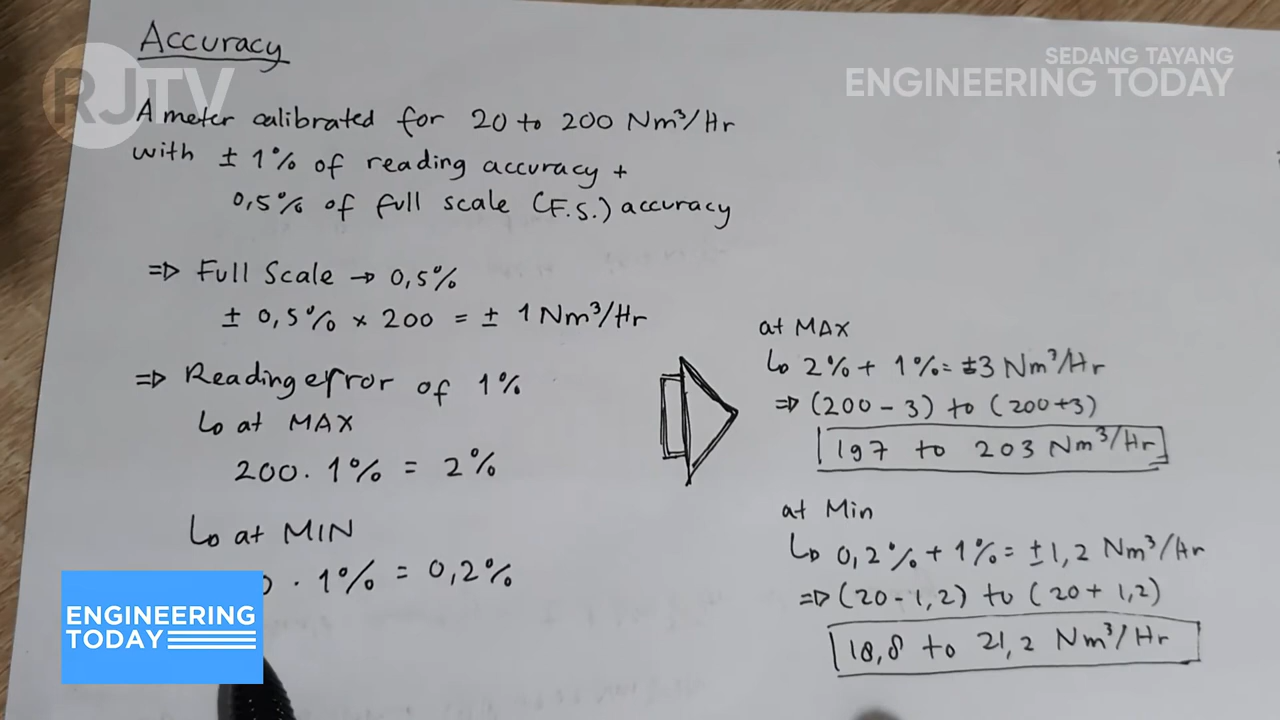 Accuracy
RJTV
SEDANG TAYANG
ENGINEERING TODAY
A meter calibrated for 20 to 200 Nm³/Hr
with ± 1% of reading accuracy +
0,5% of full scale (F.S.) accuracy
⇒ Full Scale → 0,5%
± 0,5% × 200 = ± 1 Nm³/Hr
⇒ Reading error of 1%
↳ at MAX
200 . 1% = 2%
↳ at MIN
0 . 1% = 0,2%
at MAX
↳ 2% + 1% = ±3 Nm³/Hr
⇒ (200 - 3) to (200+3)
197 to 203 Nm³/Hr
at Min
↳ 0,2% + 1% = ±1,2 Nm³/Hr
⇒ (20 - 1,2) to (20 + 1,2)
18,8 to 21,2 Nm³/Hr
ENGINEERING
TODAY